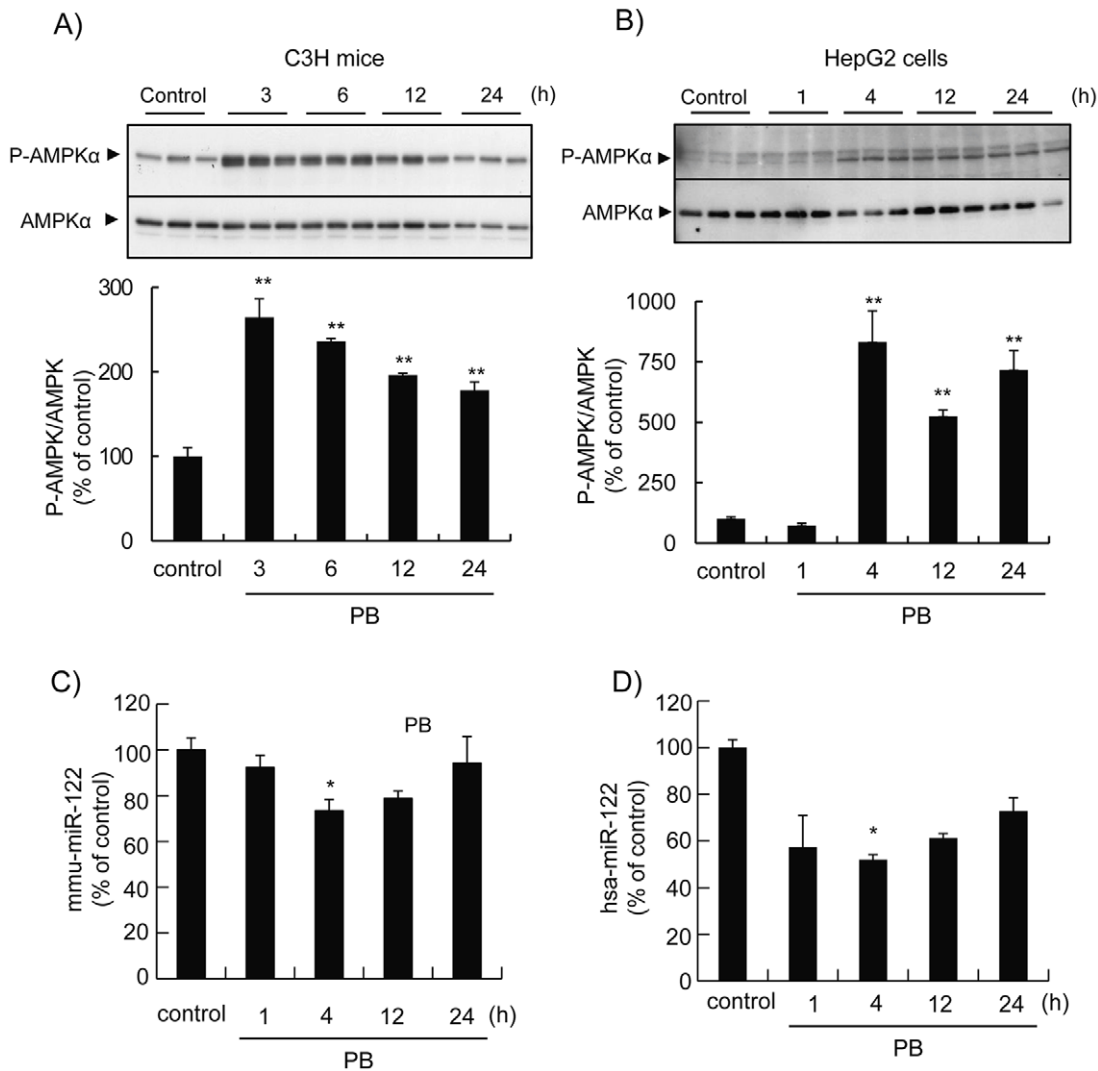 A)
C3H mice
Control 3 6 12 24 (h)
P-AMPKα
AMPKα
P-AMPK/AMPK
(% of control)
300
**
**
200
**
**
100
0
control 3 6 12 24
PB
B)
HepG2 cells
Control 1 4 12 24 (h)
P-AMPKα
AMPKα
P-AMPK/AMPK
(% of control)
1000
**
**
750
**
500
250
0
control 1 4 12 24
PB
C)
mmu-miR-122
(% of control)
120
PB
100
80
*
60
40
20
0
control 1 4 12 24 (h)
PB
D)
hsa-miR-122
(% of control)
120
100
80
60
*
40
20
0
control 1 4 12 24 (h)
PB